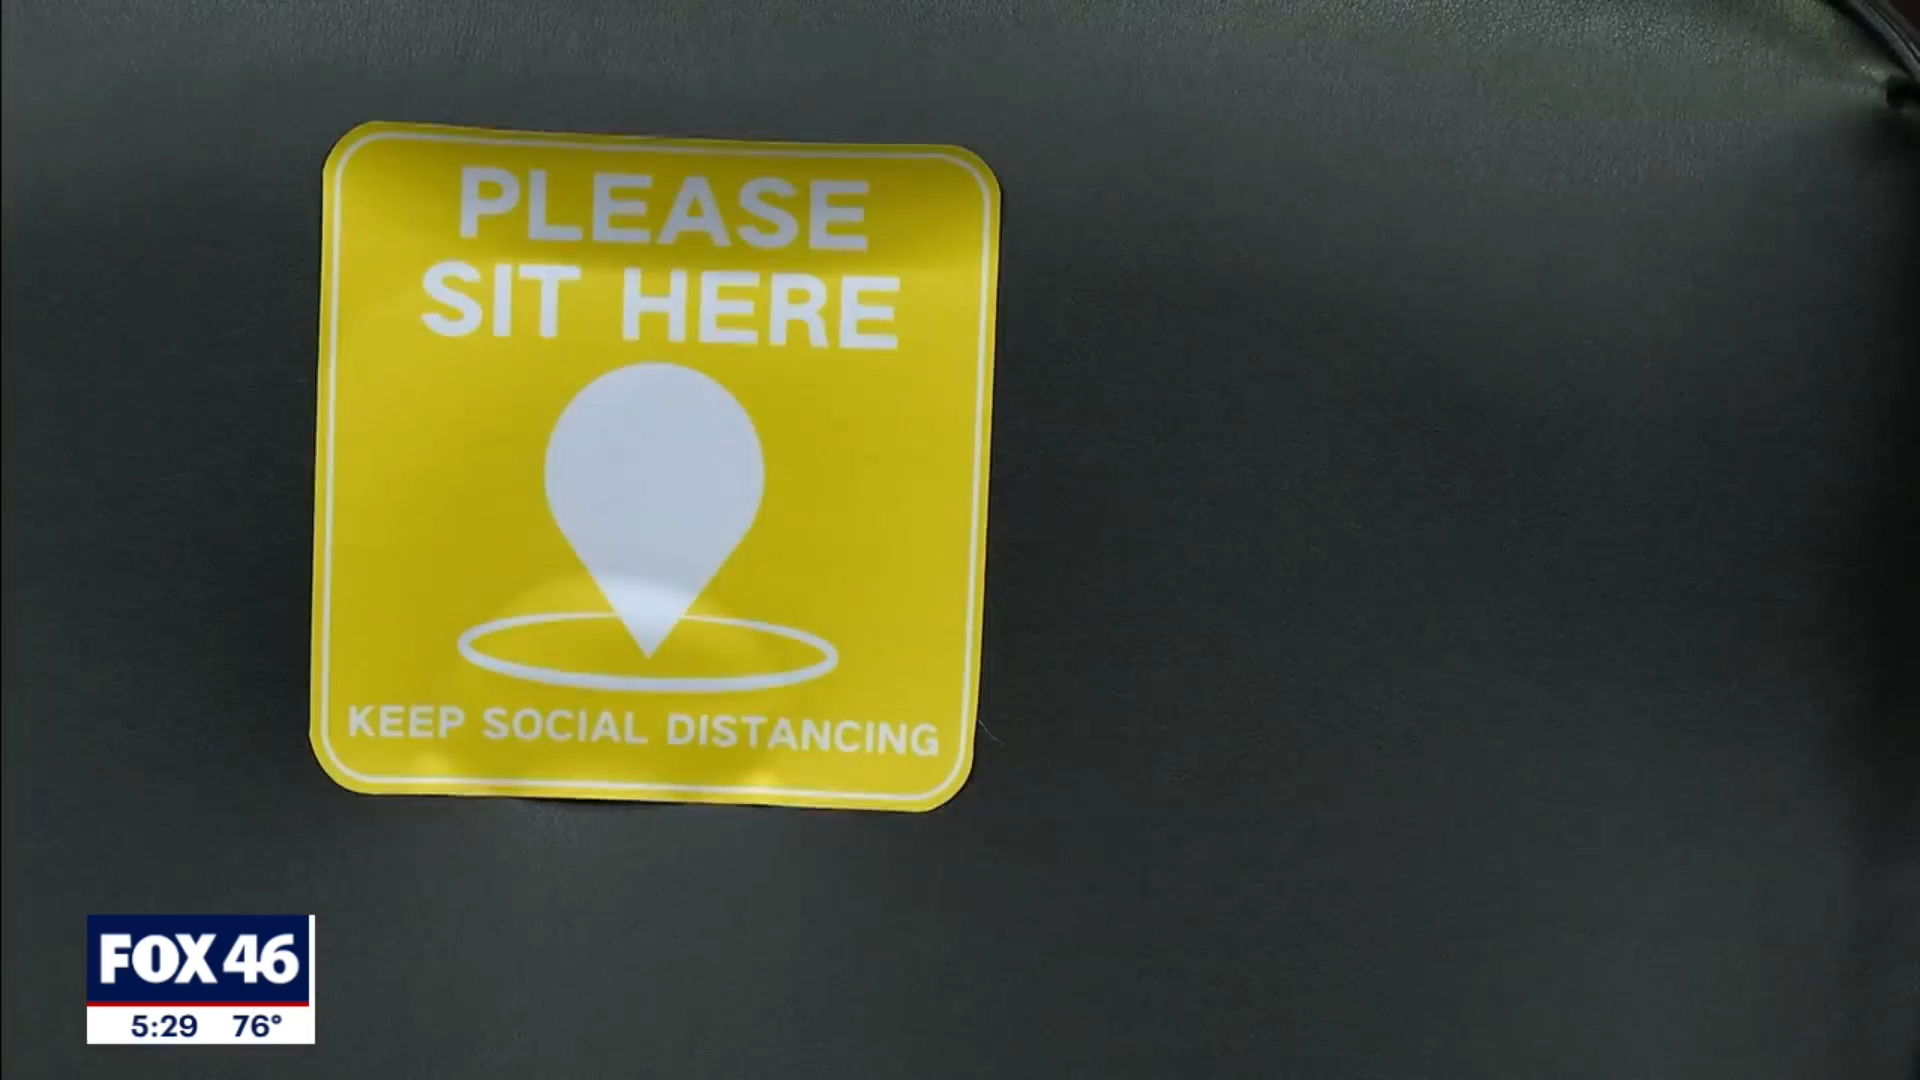 PLEASE
SIT HERE
KEEP SOCIAL DISTANCING
FOX 46
5:29 76°